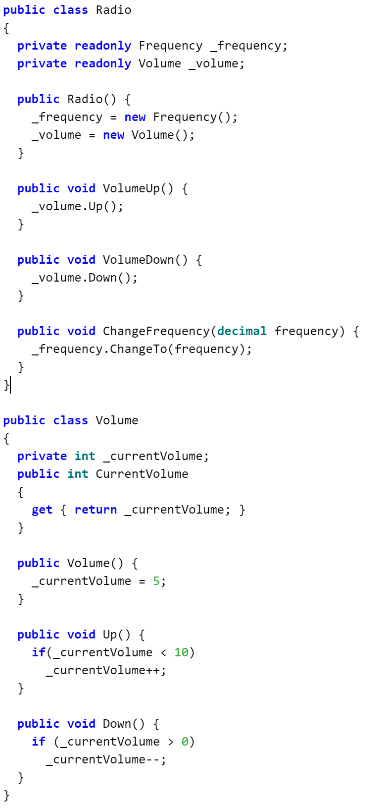 public class Radio
{
  private readonly Frequency _frequency;
  private readonly Volume _volume;

  public Radio() {
    _frequency = new Frequency();
    _volume = new Volume();
  }

  public void VolumeUp() {
    _volume.Up();
  }

  public void VolumeDown() {
    _volume.Down();
  }

  public void ChangeFrequency(decimal frequency) {
    _frequency.ChangeTo(frequency);
  }
}

public class Volume
{
  private int _currentVolume;
  public int CurrentVolume
  {
    get { return _currentVolume; }
  }

  public Volume() {
    _currentVolume = 5;
  }

  public void Up() {
    if(_currentVolume < 10)
      _currentVolume++;
  }

  public void Down() {
    if (_currentVolume > 0)
      _currentVolume--;
  }
}